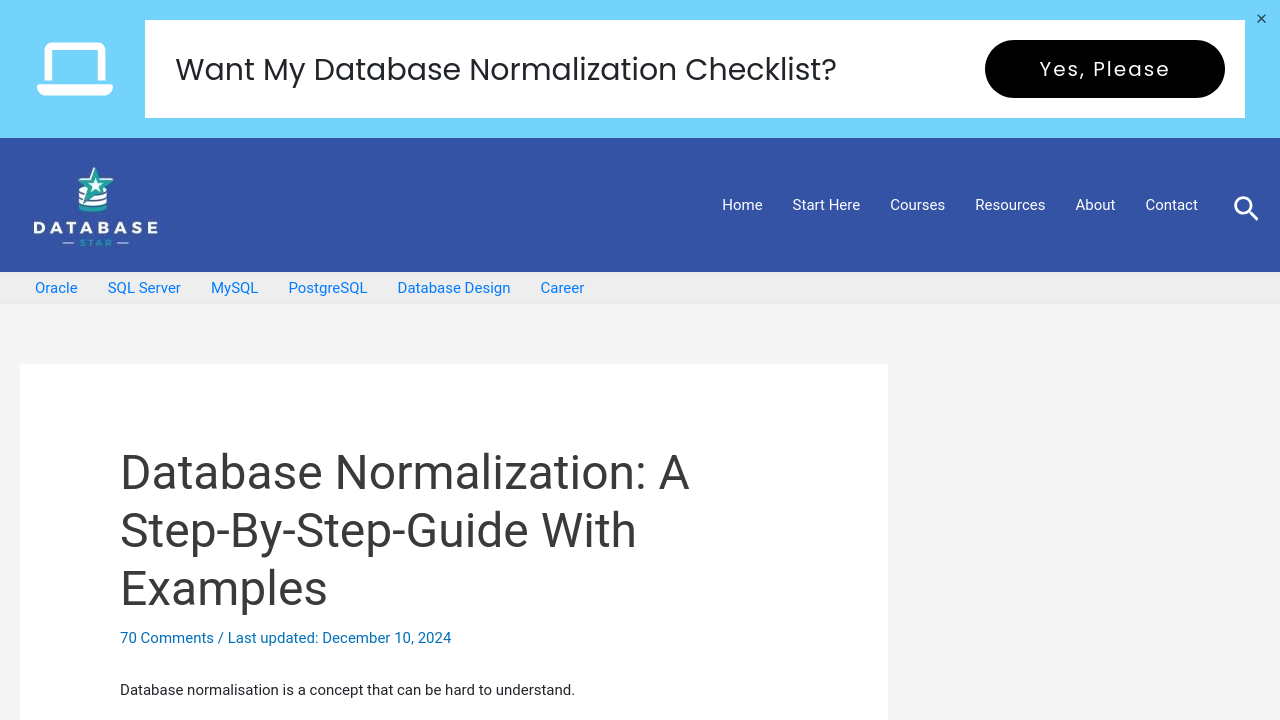 ×
Want My Database Normalization Checklist?
Yes, Please
DATABASE
STAR
Home Start Here Courses Resources About Contact
Oracle SQL Server MySQL PostgreSQL Database Design Career
Database Normalization: A
Step-By-Step-Guide With
Examples
70 Comments / Last updated: December 10, 2024
Database normalisation is a concept that can be hard to understand.